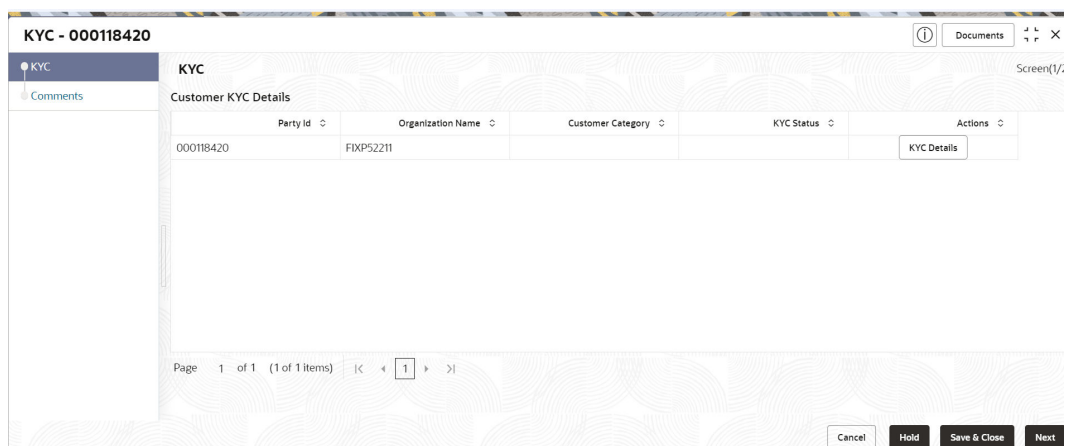 KYC - 000118420
Documents
KYC
Comments
KYC
Screen(1/2
Customer KYC Details
Party Id Organization Name Customer Category KYC Status Actions
000118420 FIXP52211 KYC Details
Page 1 of 1 (1 of 1 items) 1
Cancel Hold Save & Close Next